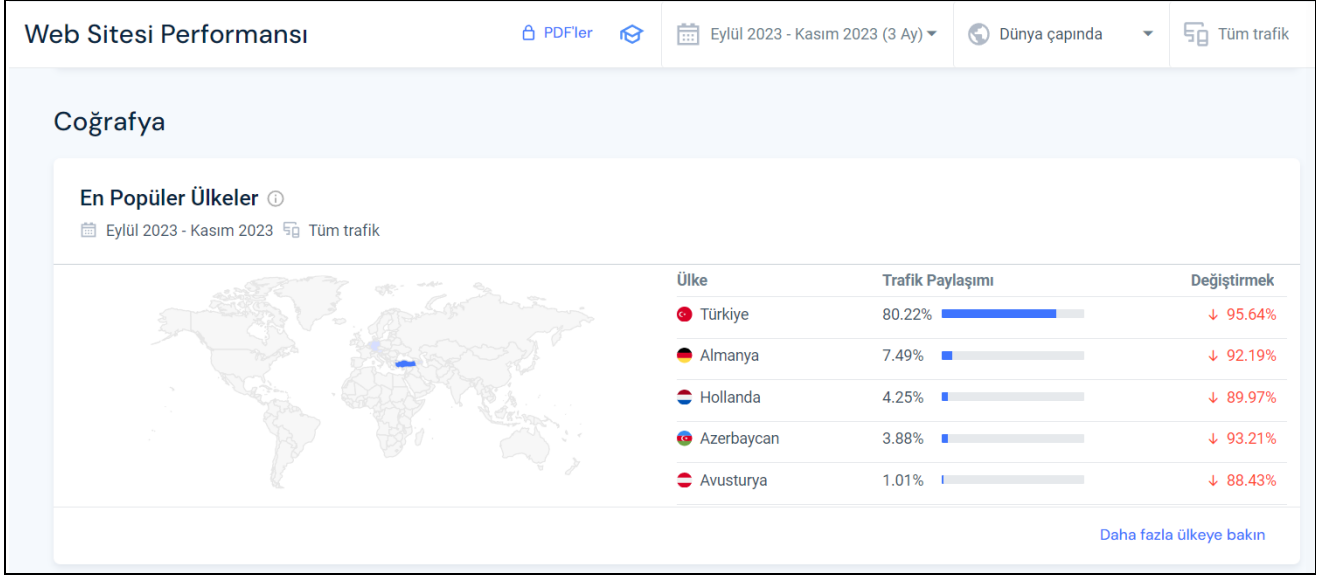 Web Sitesi Performansı PDF'ler Eylül 2023 - Kasım 2023 (3 Ay) Dünya çapında Tüm trafik
Coğrafya
En Popüler Ülkeler
Eylül 2023 - Kasım 2023 Tüm trafik
Ülke Trafik Paylaşımı Değiştirmek
Türkiye 80.22% ↓ 95.64%
Almanya 7.49% ↓ 92.19%
Hollanda 4.25% ↓ 89.97%
Azerbaycan 3.88% ↓ 93.21%
Avusturya 1.01% ↓ 88.43%
Daha fazla ülkeye bakın